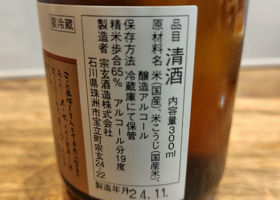 品目 清酒 内容量300ml
原材料名 米(国産)、米こうじ(国産米)、
醸造アルコール
保存方法 冷蔵庫にて保管
精米歩合65% アルコール分19度
製造者 宗玄酒造株式会社
石川県珠洲市宝立町宗玄24-22
製造年月
24.11.
要冷蔵